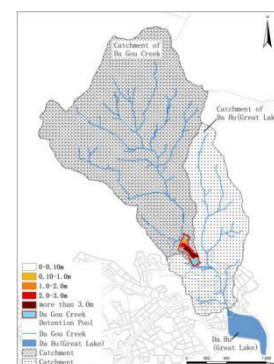 N
Catchment of
Da Gou Creek
Catchment of
Da Hu(Great Lake)
0-0.10m
0.10-1.0m
1.0-2.0m
2.0-3.0m
more than 3.0m
Da Gou Creek
Detention Pool
Da Gou Creek
Da Hu(Great Lake)
Catchment
Catchment
Da Hu
(Great Lake)